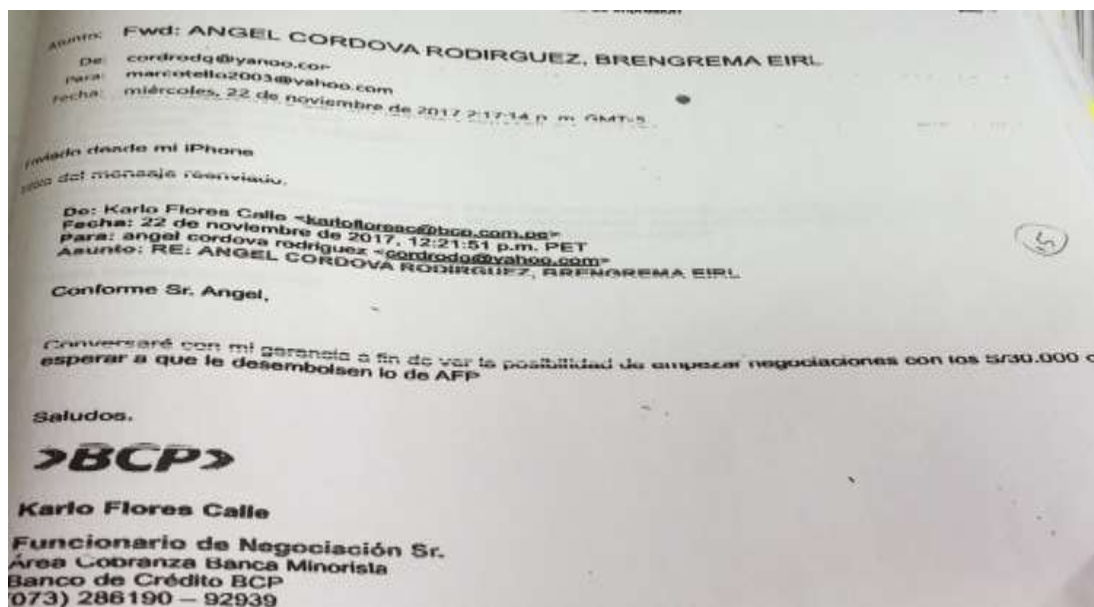 Asunto: Fwd: ANGEL CORDOVA RODIRGUEZ, BRENGREMA EIRL
De: cordrodg@yahoo.com
Para: marcotello2003@yahoo.com
Fecha: miércoles, 22 de noviembre de 2017 2:17:14 p. m. GMT-5
Enviado desde mi iPhone
del mensaje reenviado:
De: Karlo Flores Calle <karlofloresc@bcp.com.pe>
Fecha: 22 de noviembre de 2017, 12:21:51 p.m. PET
Para: angel cordova rodriguez <cordrodg@yahoo.com>
Asunto: RE: ANGEL CORDOVA RODIRGUEZ, BRENGREMA EIRL
Conforme Sr. Angel,
Conversaré con mi gerencia a fin de ver la posibilidad de empezar negociaciones con los S/30.000 o
esperar a que le desembolsen lo de AFP
Saludos.
>BCP>
Karlo Flores Calle
Funcionario de Negociación Sr.
Área Cobranza Banca Minorista
Banco de Crédito BCP
(073) 286190 – 92939